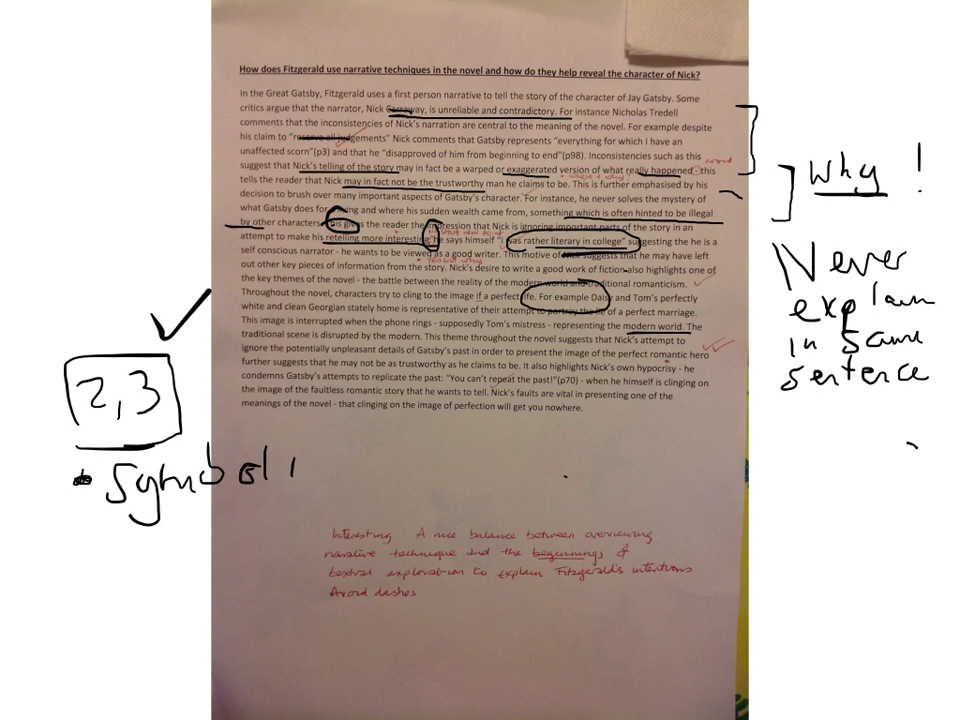 How does Fitzgerald use narrative techniques in the novel and how do they help reveal the character of Nick?
In the Great Gatsby, Fitzgerald uses a first person narrative to tell the story of the character of Jay Gatsby. Some
critics argue that the narrator, Nick Carraway, is unreliable and contradictory. For instance Nicholas Tredell
comments that the inconsistencies of Nick's narration are central to the meaning of the novel. For example despite
his claim to "reserve all judgements" Nick comments that Gatsby represents "everything for which I have an
unaffected scorn"(p3) and that he "disapproved of him from beginning to end"(p98). Inconsistencies such as this
avoid
suggest that Nick's telling of the story may in fact be a warped or exaggerated version of what really happened - this
tells the reader that Nick may in fact not be the trustworthy man he claims to be. This is further emphasised by his
decision to brush over many important aspects of Gatsby's character. For instance, he never solves the mystery of
what Gatsby does for living and where his sudden wealth came from, something which is often hinted to be illegal
by other characters. This gives the reader the impression that Nick is ignoring important parts of the story in an
attempt to make his retelling more interesting, he says himself "I was rather literary in college" suggesting the he is a
self conscious narrator - he wants to be viewed as a good writer. This motive of Nick suggests that he may have left
out other key pieces of information from the story. Nick's desire to write a good work of fiction also highlights one of
the key themes of the novel - the battle between the reality of the modern world and traditional romanticism.
Throughout the novel, characters try to cling to the image if a perfect life. For example Daisy and Tom's perfectly
white and clean Georgian stately home is representative of their attempt to portray the lie of a perfect marriage.
This image is interrupted when the phone rings - supposedly Tom's mistress - representing the modern world. The
traditional scene is disrupted by the modern. This theme throughout the novel suggests that Nick's attempt to
ignore the potentially unpleasant details of Gatsby's past in order to present the image of the perfect romantic hero
further suggests that he may not be as trustworthy as he claims to be. It also highlights Nick's own hypocrisy - he
condemns Gatsby's attempts to replicate the past: "You can't repeat the past!"(p70) - when he himself is clinging on
the image of the faultless romantic story that he wants to tell. Nick's faults are vital in presenting one of the
meanings of the novel - that clinging on the image of perfection will get you nowhere.
Interesting. A nice balance between overviewing
narrative technique and the beginnings of
textual exploration to explain Fitzgerald's intentions
Avoid dashes
Why!
Never
explain
in same
sentence
2,3
Symbol